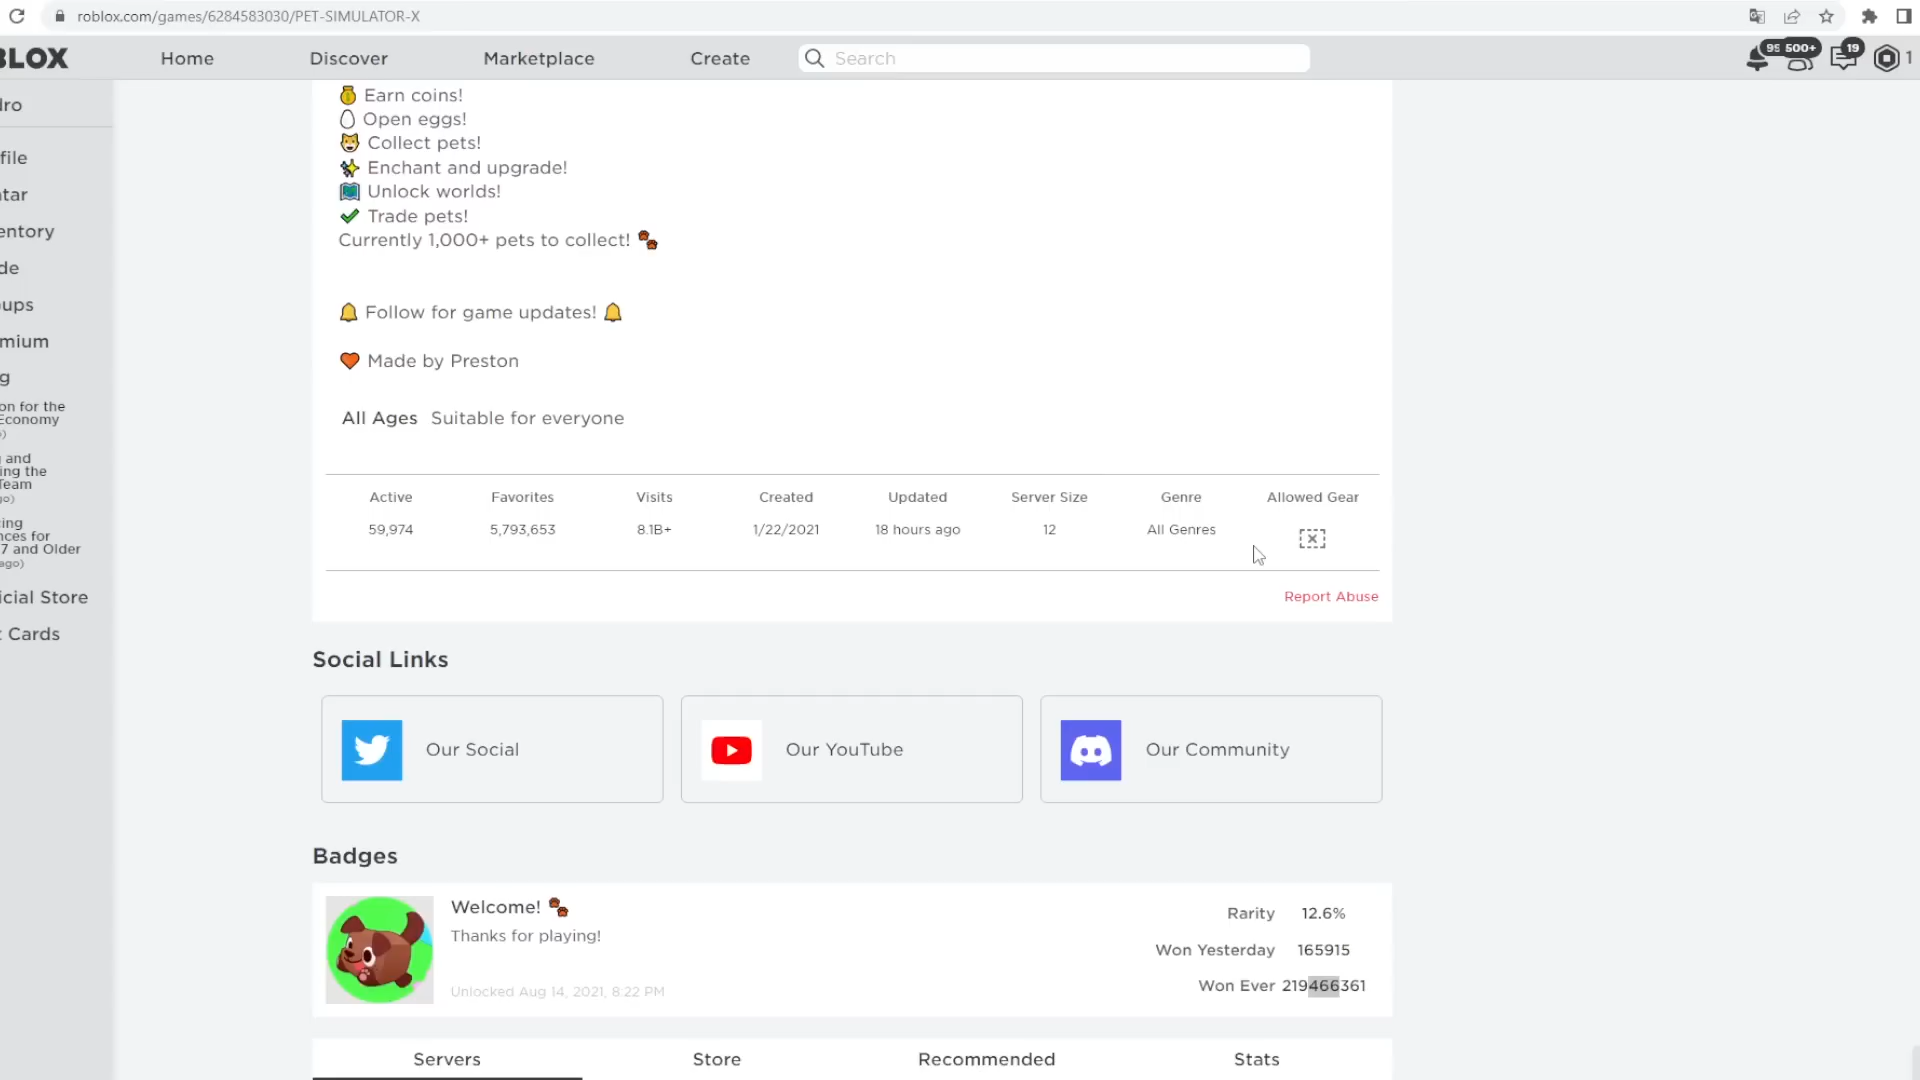 roblox.com/games/6284583030/PET-SIMULATOR-X
BLOX
Home
Discover
Marketplace
Create
Search
99
500+
19
1
dro
file
tar
entory
de
oups
mium
g
on for the
Economy
)
g and
ing the
Team
go)
cing
nces for
7 and Older
ago)
icial Store
t Cards
Earn coins!
Open eggs!
Collect pets!
Enchant and upgrade!
Unlock worlds!
Trade pets!
Currently 1,000+ pets to collect!
Follow for game updates!
Made by Preston
All Ages Suitable for everyone
Active Favorites Visits Created Updated Server Size Genre Allowed Gear
59,974 5,793,653 8.1B+ 1/22/2021 18 hours ago 12 All Genres
Report Abuse
Social Links
Our Social
Our YouTube
Our Community
Badges
Welcome!
Thanks for playing!
Unlocked Aug 14, 2021, 8:22 PM
Rarity 12.6%
Won Yesterday 165915
Won Ever 219466361
Servers Store Recommended Stats